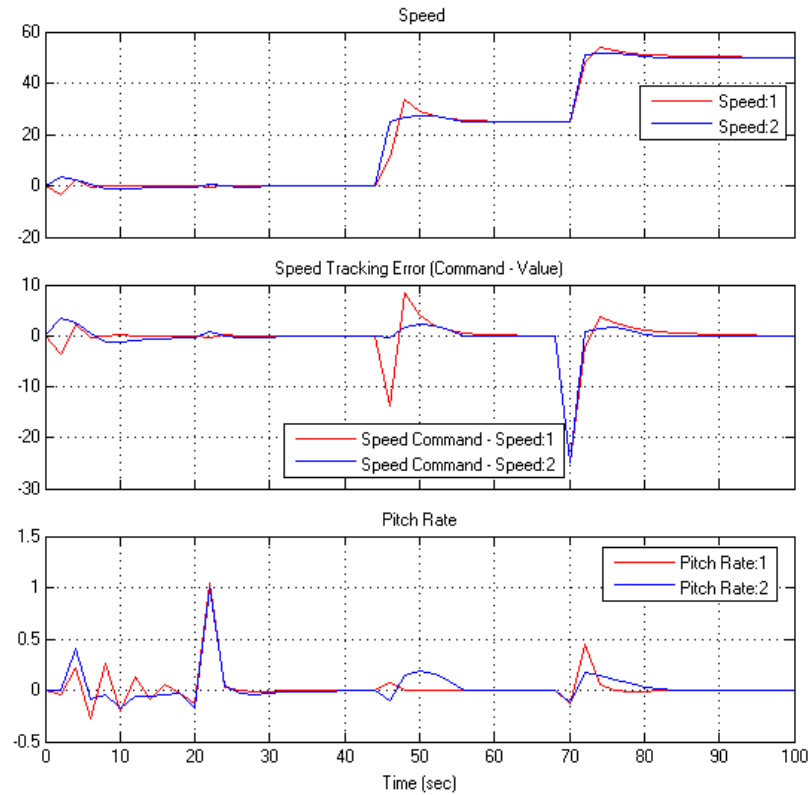 Speed
60
40
20
0
-20
Speed:1
Speed:2
Speed Tracking Error (Command - Value)
10
0
-10
-20
-30
Speed Command - Speed:1
Speed Command - Speed:2
Pitch Rate
1.5
1
0.5
0
-0.5
Pitch Rate:1
Pitch Rate:2
0 10 20 30 40 50 60 70 80 90 100
Time (sec)